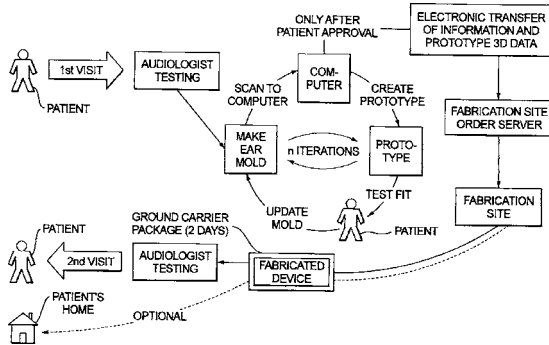 ONLY AFTER
PATIENT APPROVAL
ELECTRONIC TRANSFER
OF INFORMATION AND
PROTOTYPE 3D DATA
1st VISIT
PATIENT
AUDIOLOGIST
TESTING
SCAN TO
COMPUTER
COM-
PUTER
CREATE
PROTOTYPE
FABRICATION SITE
ORDER SERVER
MAKE
EAR
MOLD
n ITERATIONS
PROTO-
TYPE
TEST FIT
UPDATE
MOLD
PATIENT
FABRICATION
SITE
GROUND CARRIER
PACKAGE (2 DAYS)
PATIENT
2nd VISIT
AUDIOLOGIST
TESTING
FABRICATED
DEVICE
PATIENT'S
HOME
OPTIONAL